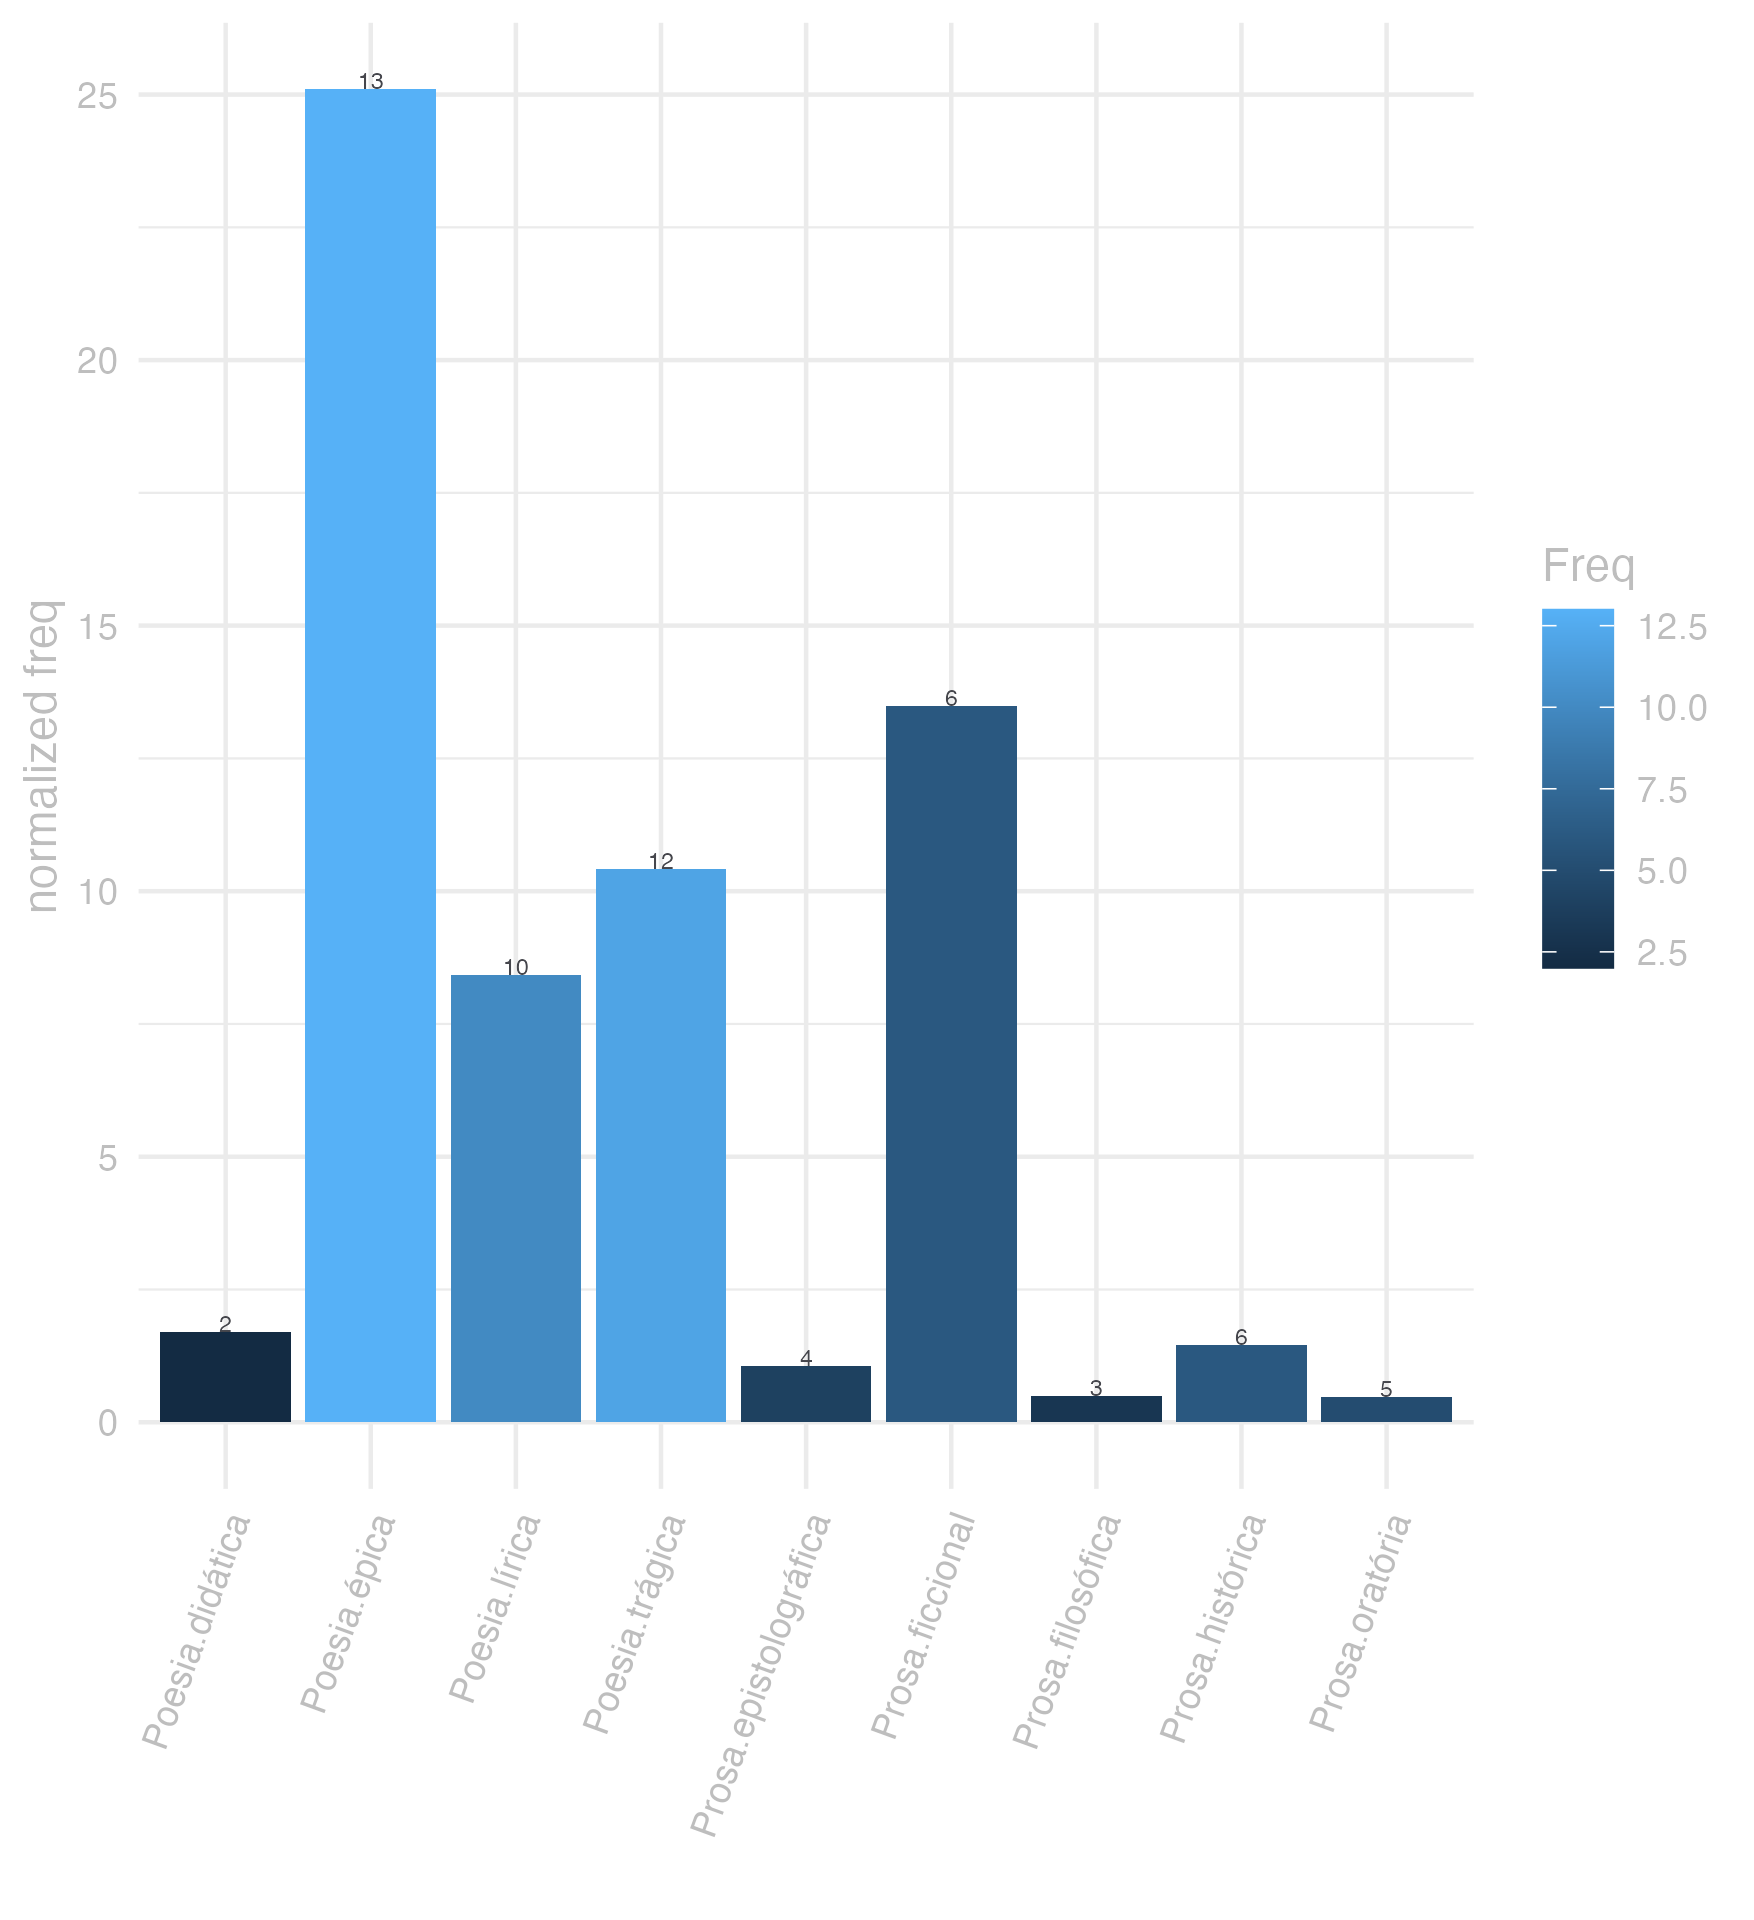 normalized freq
25
20
15
10
5
0
13
6
12
10
2
4
3
6
5
Poesia.didática
Poesia.épica
Poesia.lírica
Poesia.trágica
Prosa.epistolográfica
Prosa.ficcional
Prosa.filosófica
Prosa.histórica
Prosa.oratória
Freq
12.5
10.0
7.5
5.0
2.5